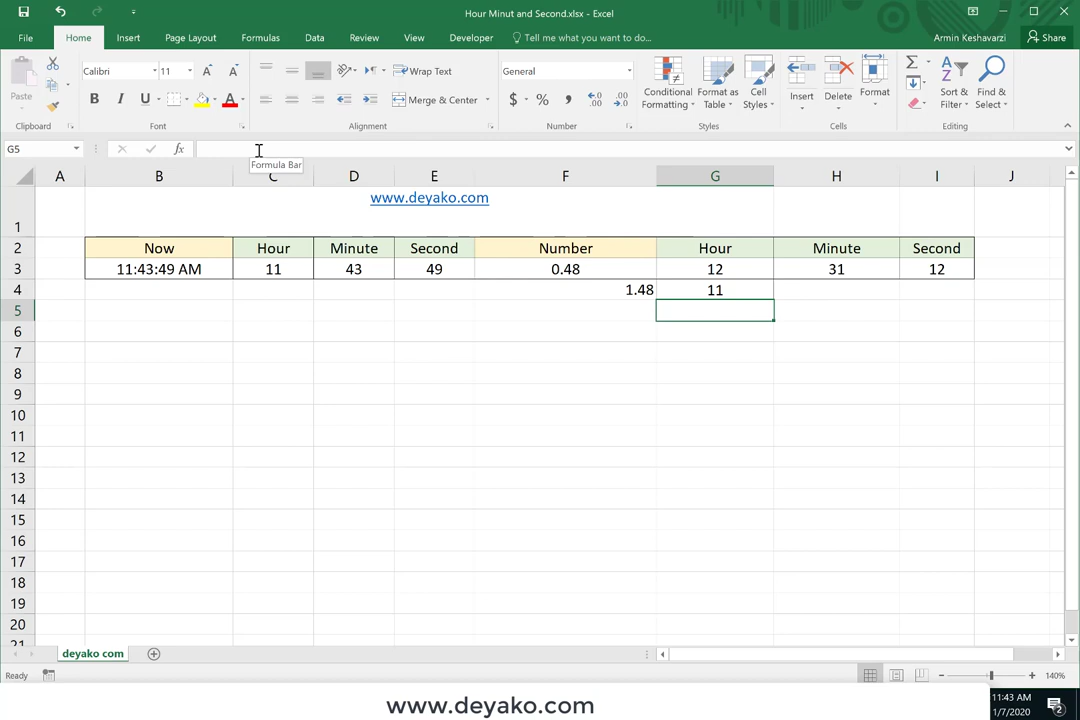 Hour Minut and Second.xlsx - Excel
File Home Insert Page Layout Formulas Data Review View Developer Tell me what you want to do... Armin Keshavarzi Share
Paste Calibri 11 Wrap Text General Conditional Formatting Format as Table Cell Styles Insert Delete Format Sort & Filter Find & Select
B I U A Merge & Center $ % ,
Clipboard Font Alignment Number Styles Cells Editing
G5 fx
Formula Bar
A B C D E F G H I J
www.deyako.com
1
2 Now Hour Minute Second Number Hour Minute Second
3 11:43:49 AM 11 43 49 0.48 12 31 12
4 1.48 11
5
6
7
8
9
10
11
12
13
14
15
16
17
18
19
20
21
deyako com
Ready 140%
www.deyako.com
11:43 AM
1/7/2020
2